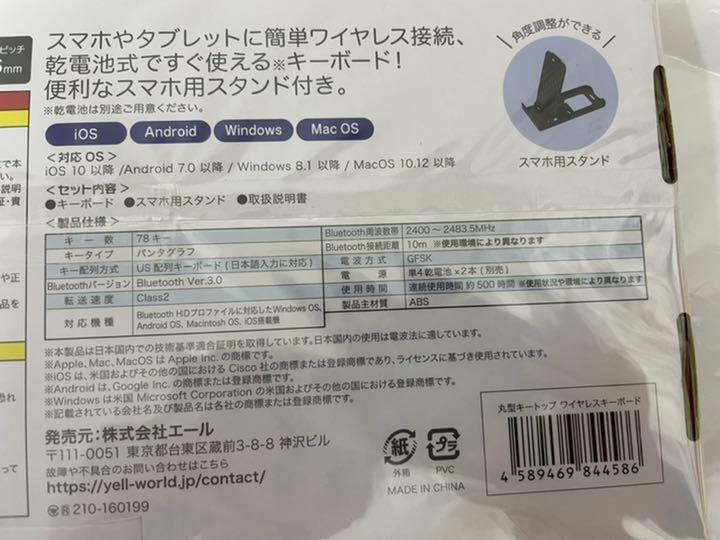 ピッチ
mm
スマホやタブレットに簡単ワイヤレス接続、
乾電池式ですぐ使える※キーボード!
便利なスマホ用スタンド付き。
※乾電池は別途ご用意ください。
角度調整ができる
スマホ用スタンド
iOS Android Windows Mac OS
<対応 OS>
iOS 10 以降 /Android 7.0 以降 / Windows 8.1 以降 / MacOS 10.12 以降
<セット内容>
●キーボード ●スマホ用スタンド ●取扱説明書
<製品仕様>
キー数 78 キー
キータイプ パンタグラフ
キー配列方式 US 配列キーボード (日本語入力に対応)
Bluetoothバージョン Bluetooth Ver.3.0
転送速度 Class2
対応機種 Bluetooth HiDプロファイルに対応したWindows OS、
Android OS、Macintosh OS、iOS搭載機
Bluetooth周波数帯 2400 ~ 2483.5MHz
Bluetooth接続距離 10m ※使用環境により異なります
電波方式 GFSK
電源 単4乾電池×2本 (別売)
連続使用時間 約 500 時間 ※使用状況や環境により異なります
製品主材質 ABS
※本製品は日本国内での技術基準適合証明を取得しています。日本国内の使用は電波法に適しています。
※Apple、Mac、MacOS は Apple Inc. の商標です。
※iOS は、米国およびその他の国における Cisco 社の商標または登録商標であり、ライセンスに基づき使用されています。
※Android は、Google Inc. の商標または登録商標です。
※Windows は米国 Microsoft Corporation の米国およびその他の国における商標または登録商標です。
※記載されている会社名及び製品名は各社の商標または登録商標です。
発売元:株式会社エール
〒111-0051 東京都台東区蔵前3-8-8 神沢ビル
故障や不具合のお問い合わせはこちら
https://yell-world.jp/contact/
210-160199
紙
外箱
プラ
PVC
MADE IN CHINA
丸型キートップ ワイヤレスキーボード
4 589469 844586